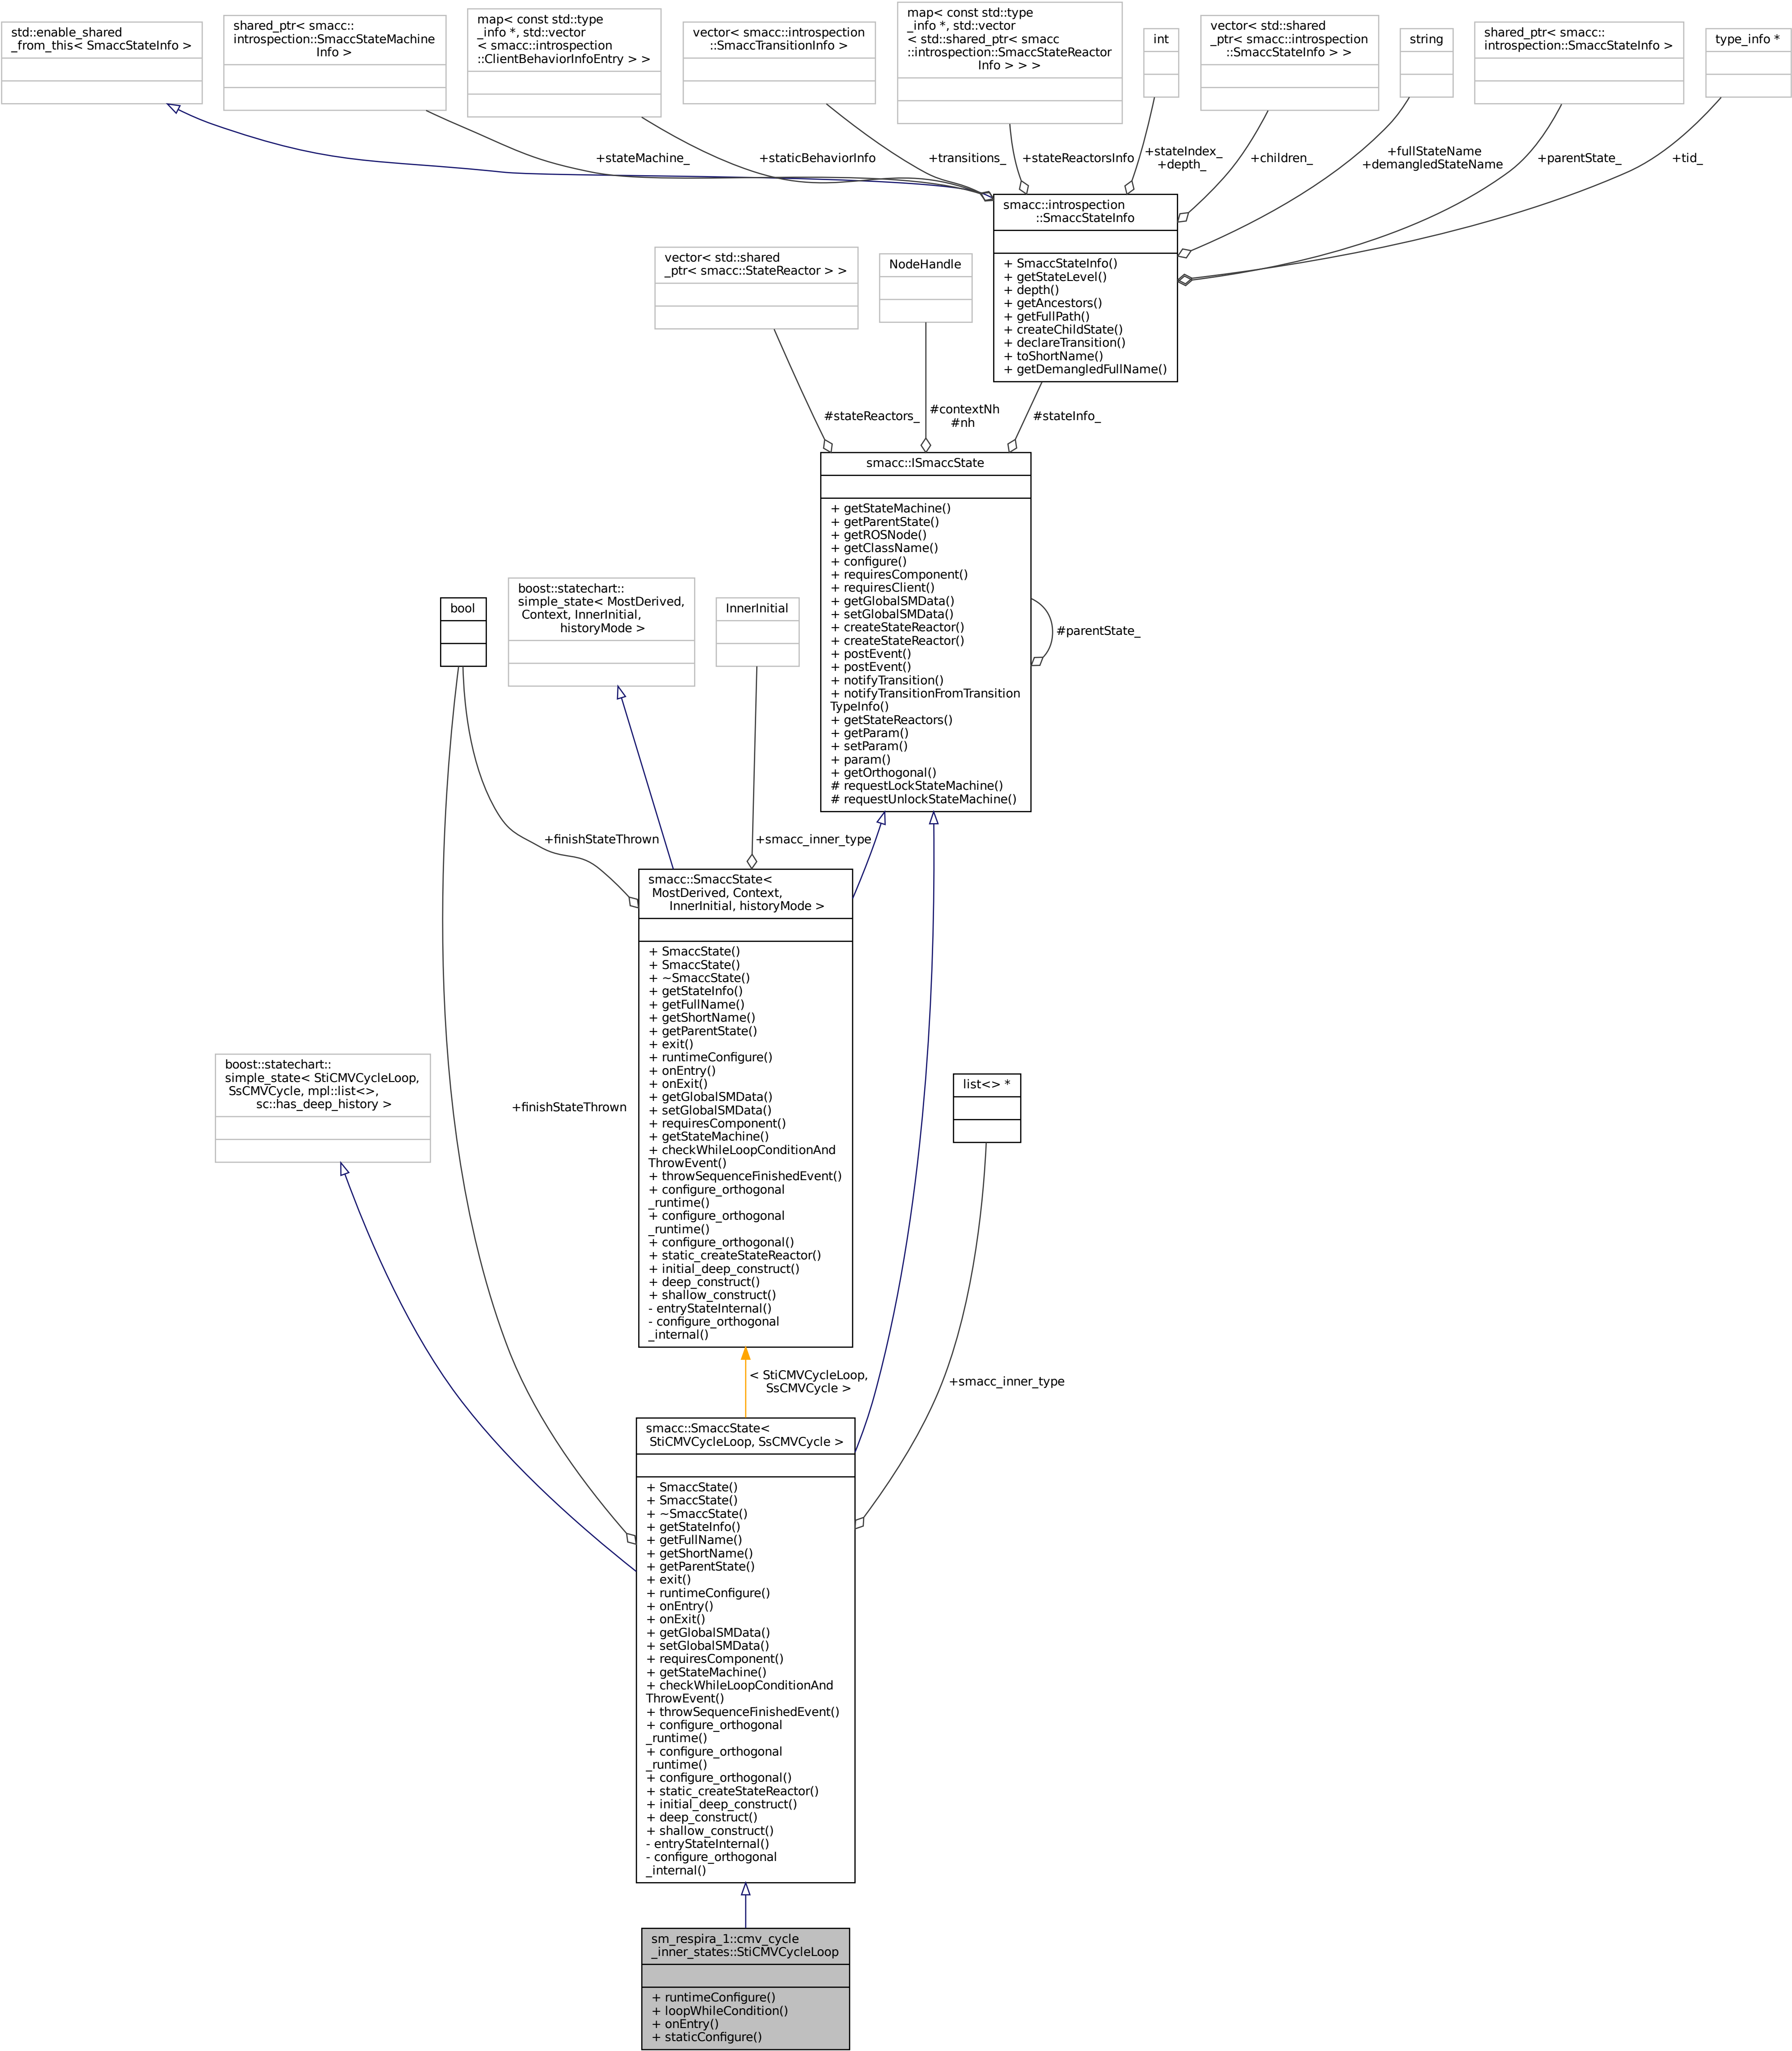 std::enable_shared
_from_this< SmaccStateInfo >
shared_ptr< smacc::
introspection::SmaccStateMachine
Info >
map< const std::type
_info *, std::vector
< smacc::introspection
::ClientBehaviorInfoEntry > >
vector< smacc::introspection
::SmaccTransitionInfo >
map< const std::type
_info *, std::vector
< std::shared_ptr< smacc
::introspection::SmaccStateReactor
Info > > >
int
vector< std::shared
_ptr< smacc::introspection
::SmaccStateInfo > >
string
shared_ptr< smacc::
introspection::SmaccStateInfo >
type_info *
+stateMachine_
+staticBehaviorInfo
+transitions_
+stateReactorsInfo
+stateIndex_
+depth_
+children_
+fullStateName
+demangledStateName
+parentState_
+tid_
smacc::introspection
::SmaccStateInfo
+ SmaccStateInfo()
+ getStateLevel()
+ depth()
+ getAncestors()
+ getFullPath()
+ createChildState()
+ declareTransition()
+ toShortName()
+ getDemangledFullName()
vector< std::shared
_ptr< smacc::StateReactor > >
NodeHandle
#stateReactors_
#contextNh
#nh
#stateInfo_
smacc::ISmaccState
+ getStateMachine()
+ getParentState()
+ getROSNode()
+ getClassName()
+ configure()
+ requiresComponent()
+ requiresClient()
+ getGlobalSMData()
+ setGlobalSMData()
+ createStateReactor()
+ createStateReactor()
+ postEvent()
+ postEvent()
+ notifyTransition()
+ notifyTransitionFromTransition
TypeInfo()
+ getStateReactors()
+ getParam()
+ setParam()
+ param()
+ getOrthogonal()
# requestLockStateMachine()
# requestUnlockStateMachine()
#parentState_
bool
boost::statechart::
simple_state< MostDerived,
Context, InnerInitial,
historyMode >
InnerInitial
+finishStateThrown
+smacc_inner_type
smacc::SmaccState<
MostDerived, Context,
InnerInitial, historyMode >
+ SmaccState()
+ SmaccState()
+ ~SmaccState()
+ getStateInfo()
+ getFullName()
+ getShortName()
+ getParentState()
+ exit()
+ runtimeConfigure()
+ onEntry()
+ onExit()
+ getGlobalSMData()
+ setGlobalSMData()
+ requiresComponent()
+ getStateMachine()
+ checkWhileLoopConditionAnd
ThrowEvent()
+ throwSequenceFinishedEvent()
+ configure_orthogonal
_runtime()
+ configure_orthogonal
_runtime()
+ configure_orthogonal()
+ static_createStateReactor()
+ initial_deep_construct()
+ deep_construct()
+ shallow_construct()
- entryStateInternal()
- configure_orthogonal
_internal()
boost::statechart::
simple_state< StiCMVCycleLoop,
SsCMVCycle, mpl::list<>,
sc::has_deep_history >
+finishStateThrown
list<> *
< StiCMVCycleLoop,
SsCMVCycle >
+smacc_inner_type
smacc::SmaccState<
StiCMVCycleLoop, SsCMVCycle >
+ SmaccState()
+ SmaccState()
+ ~SmaccState()
+ getStateInfo()
+ getFullName()
+ getShortName()
+ getParentState()
+ exit()
+ runtimeConfigure()
+ onEntry()
+ onExit()
+ getGlobalSMData()
+ setGlobalSMData()
+ requiresComponent()
+ getStateMachine()
+ checkWhileLoopConditionAnd
ThrowEvent()
+ throwSequenceFinishedEvent()
+ configure_orthogonal
_runtime()
+ configure_orthogonal
_runtime()
+ configure_orthogonal()
+ static_createStateReactor()
+ initial_deep_construct()
+ deep_construct()
+ shallow_construct()
- entryStateInternal()
- configure_orthogonal
_internal()
sm_respira_1::cmv_cycle
_inner_states::StiCMVCycleLoop
+ runtimeConfigure()
+ loopWhileCondition()
+ onEntry()
+ staticConfigure()